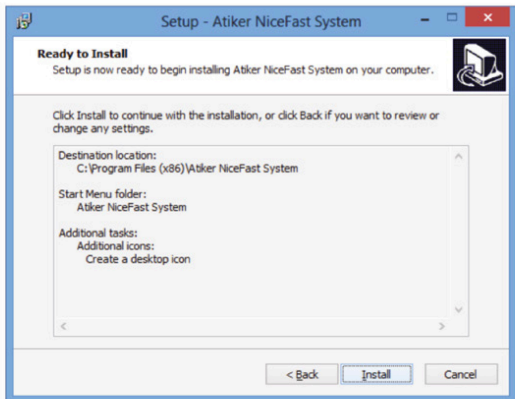 Setup - Atiker NiceFast System
Ready to Install
Setup is now ready to begin installing Atiker NiceFast System on your computer.
Click Install to continue with the installation, or click Back if you want to review or
change any settings.
Destination location:
C:\Program Files (x86)\Atiker NiceFast System
Start Menu folder:
Atiker NiceFast System
Additional tasks:
Additional icons:
Create a desktop icon
< Back
Install
Cancel